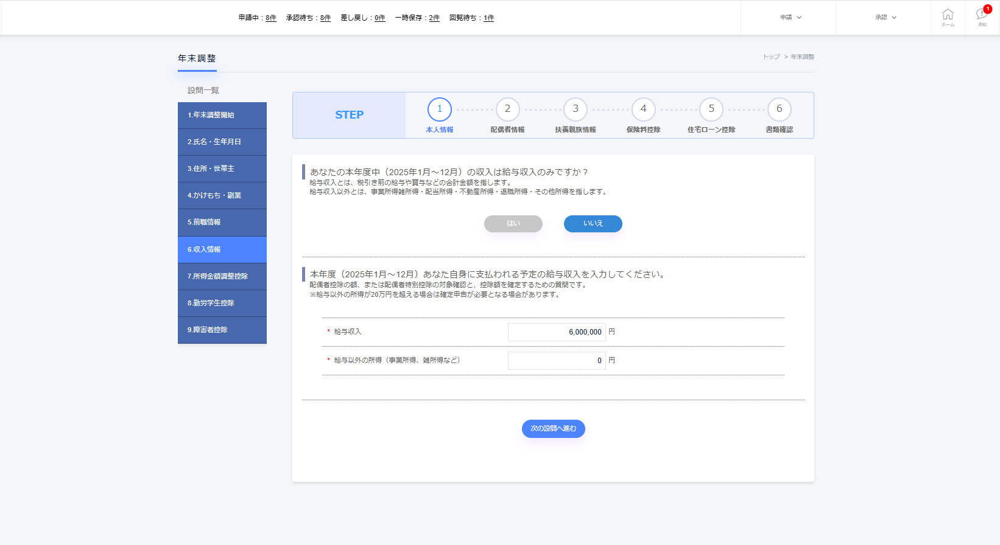 申請中：8件 承認待ち：8件 差し戻し：0件 一時保存：2件 回覧待ち：1件
申請
承認
ホーム
1
通知
年末調整
トップ > 年末調整
設問一覧
1.年末調整開始
2.氏名・生年月日
3.住所・世帯主
4.かけもち・副業
5.前職情報
6.収入情報
7.所得金額調整控除
8.勤労学生控除
9.障害者控除
STEP
1 2 3 4 5 6
本人情報 配偶者情報 扶養親族情報 保険料控除 住宅ローン控除 書類確認
あなたの本年度中（2025年1月～12月）の収入は給与収入のみですか？
給与収入とは、税引き前の給与や賞与などの合計金額を指します。
給与収入以外とは、事業所得雑所得・配当所得・不動産所得・退職所得・その他所得を指します。
はい いいえ
本年度（2025年1月～12月）あなた自身に支払われる予定の給与収入を入力してください。
配偶者控除の額、または配偶者特別控除の対象確認と、控除額を確定するための質問です。
※給与以外の所得が20万円を超える場合は確定申告が必要となる場合があります。
* 給与収入 6,000,000 円
* 給与以外の所得（事業所得、雑所得など） 0 円
次の設問へ進む